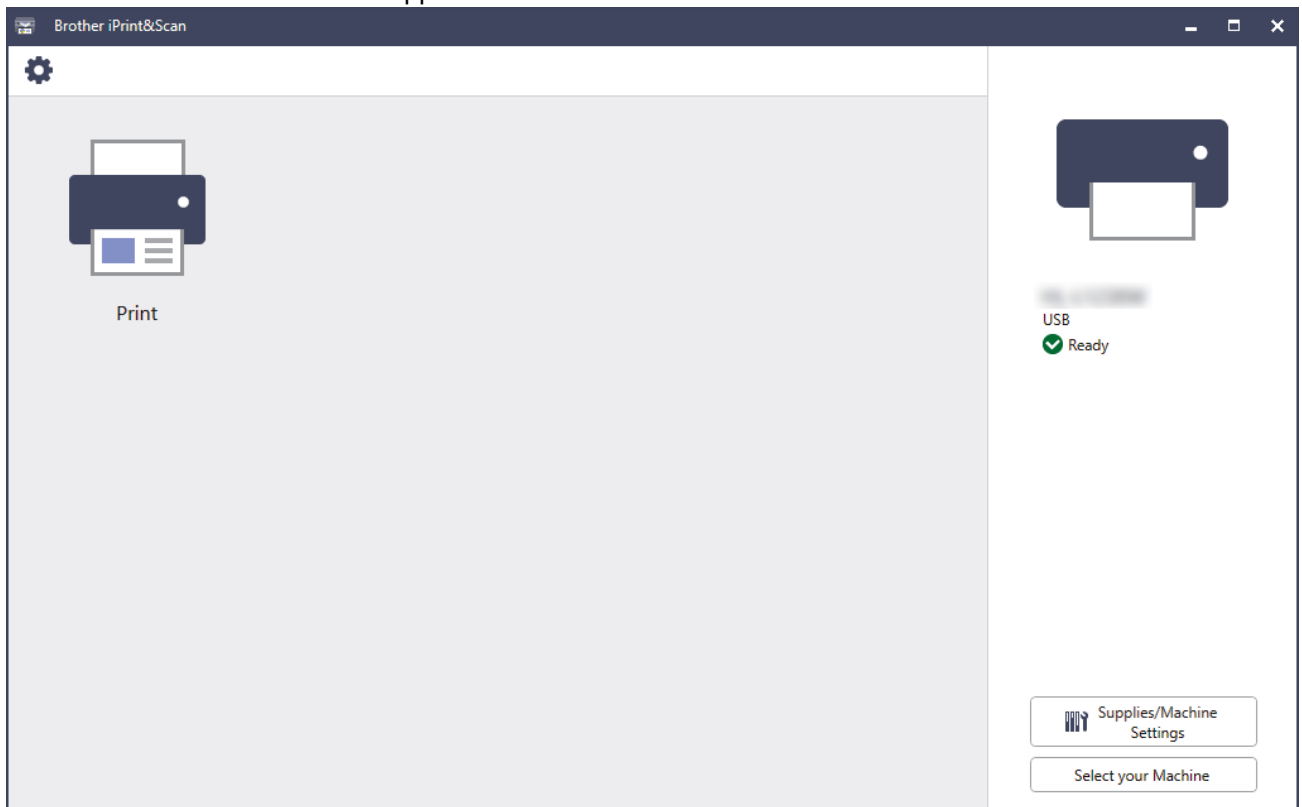 Brother iPrint&Scan
Print
USB
Ready
Supplies/Machine
Settings
Select your Machine